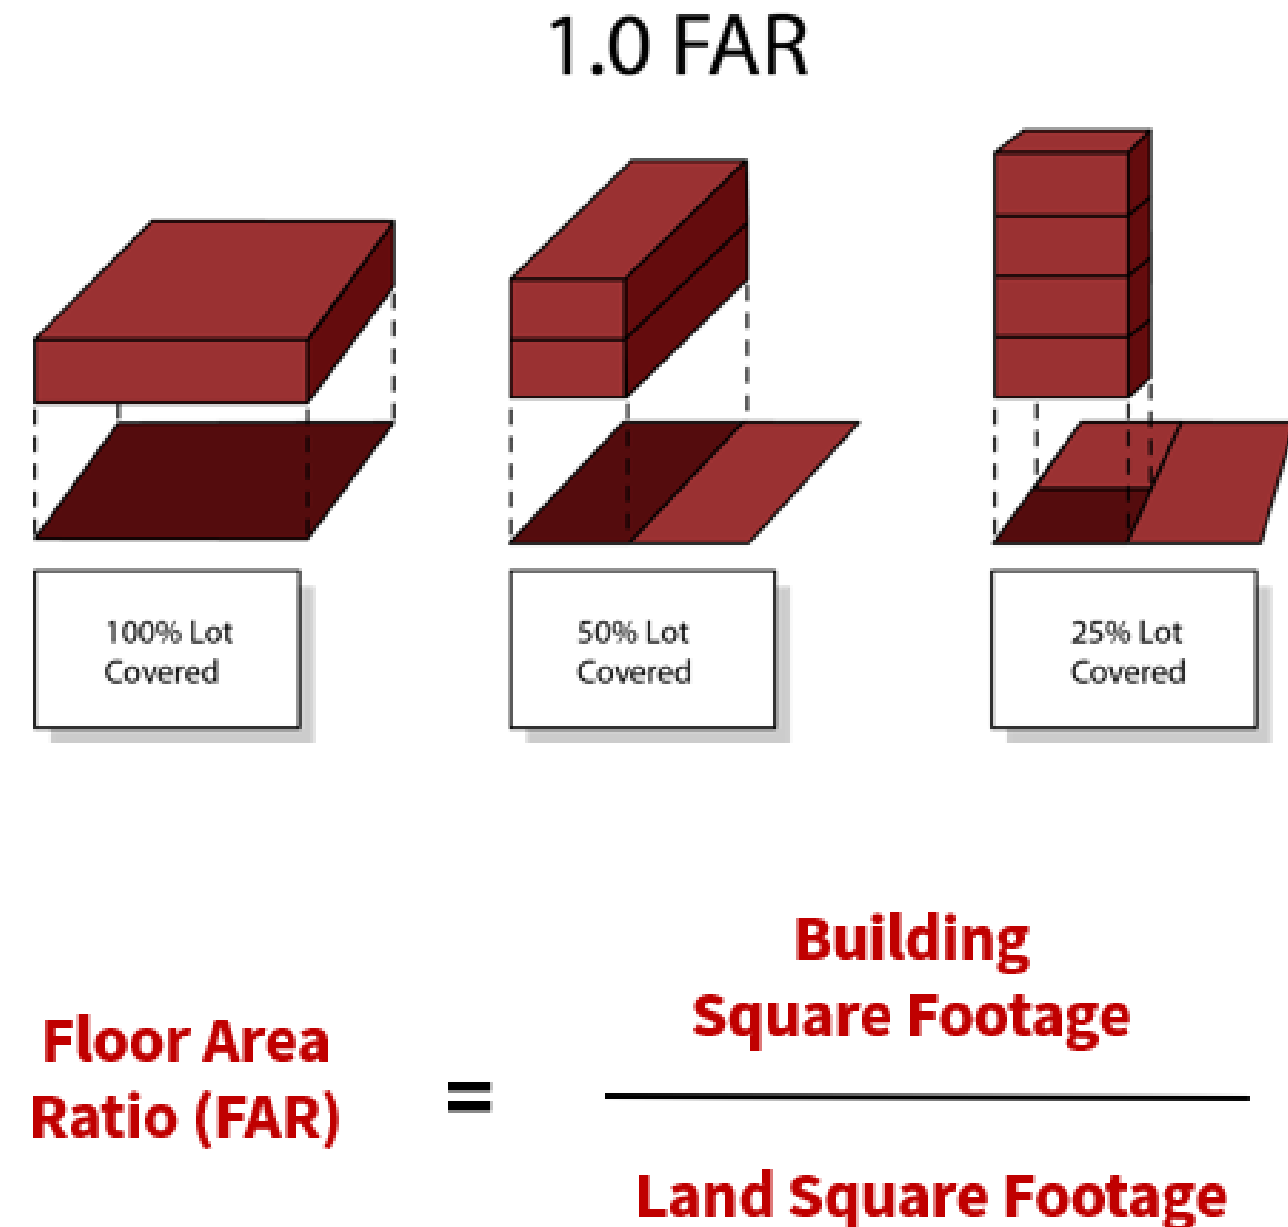 1.0 FAR
100% Lot
Covered
50% Lot
Covered
25% Lot
Covered
Floor Area
Ratio (FAR)
=
Building
Square Footage
Land Square Footage